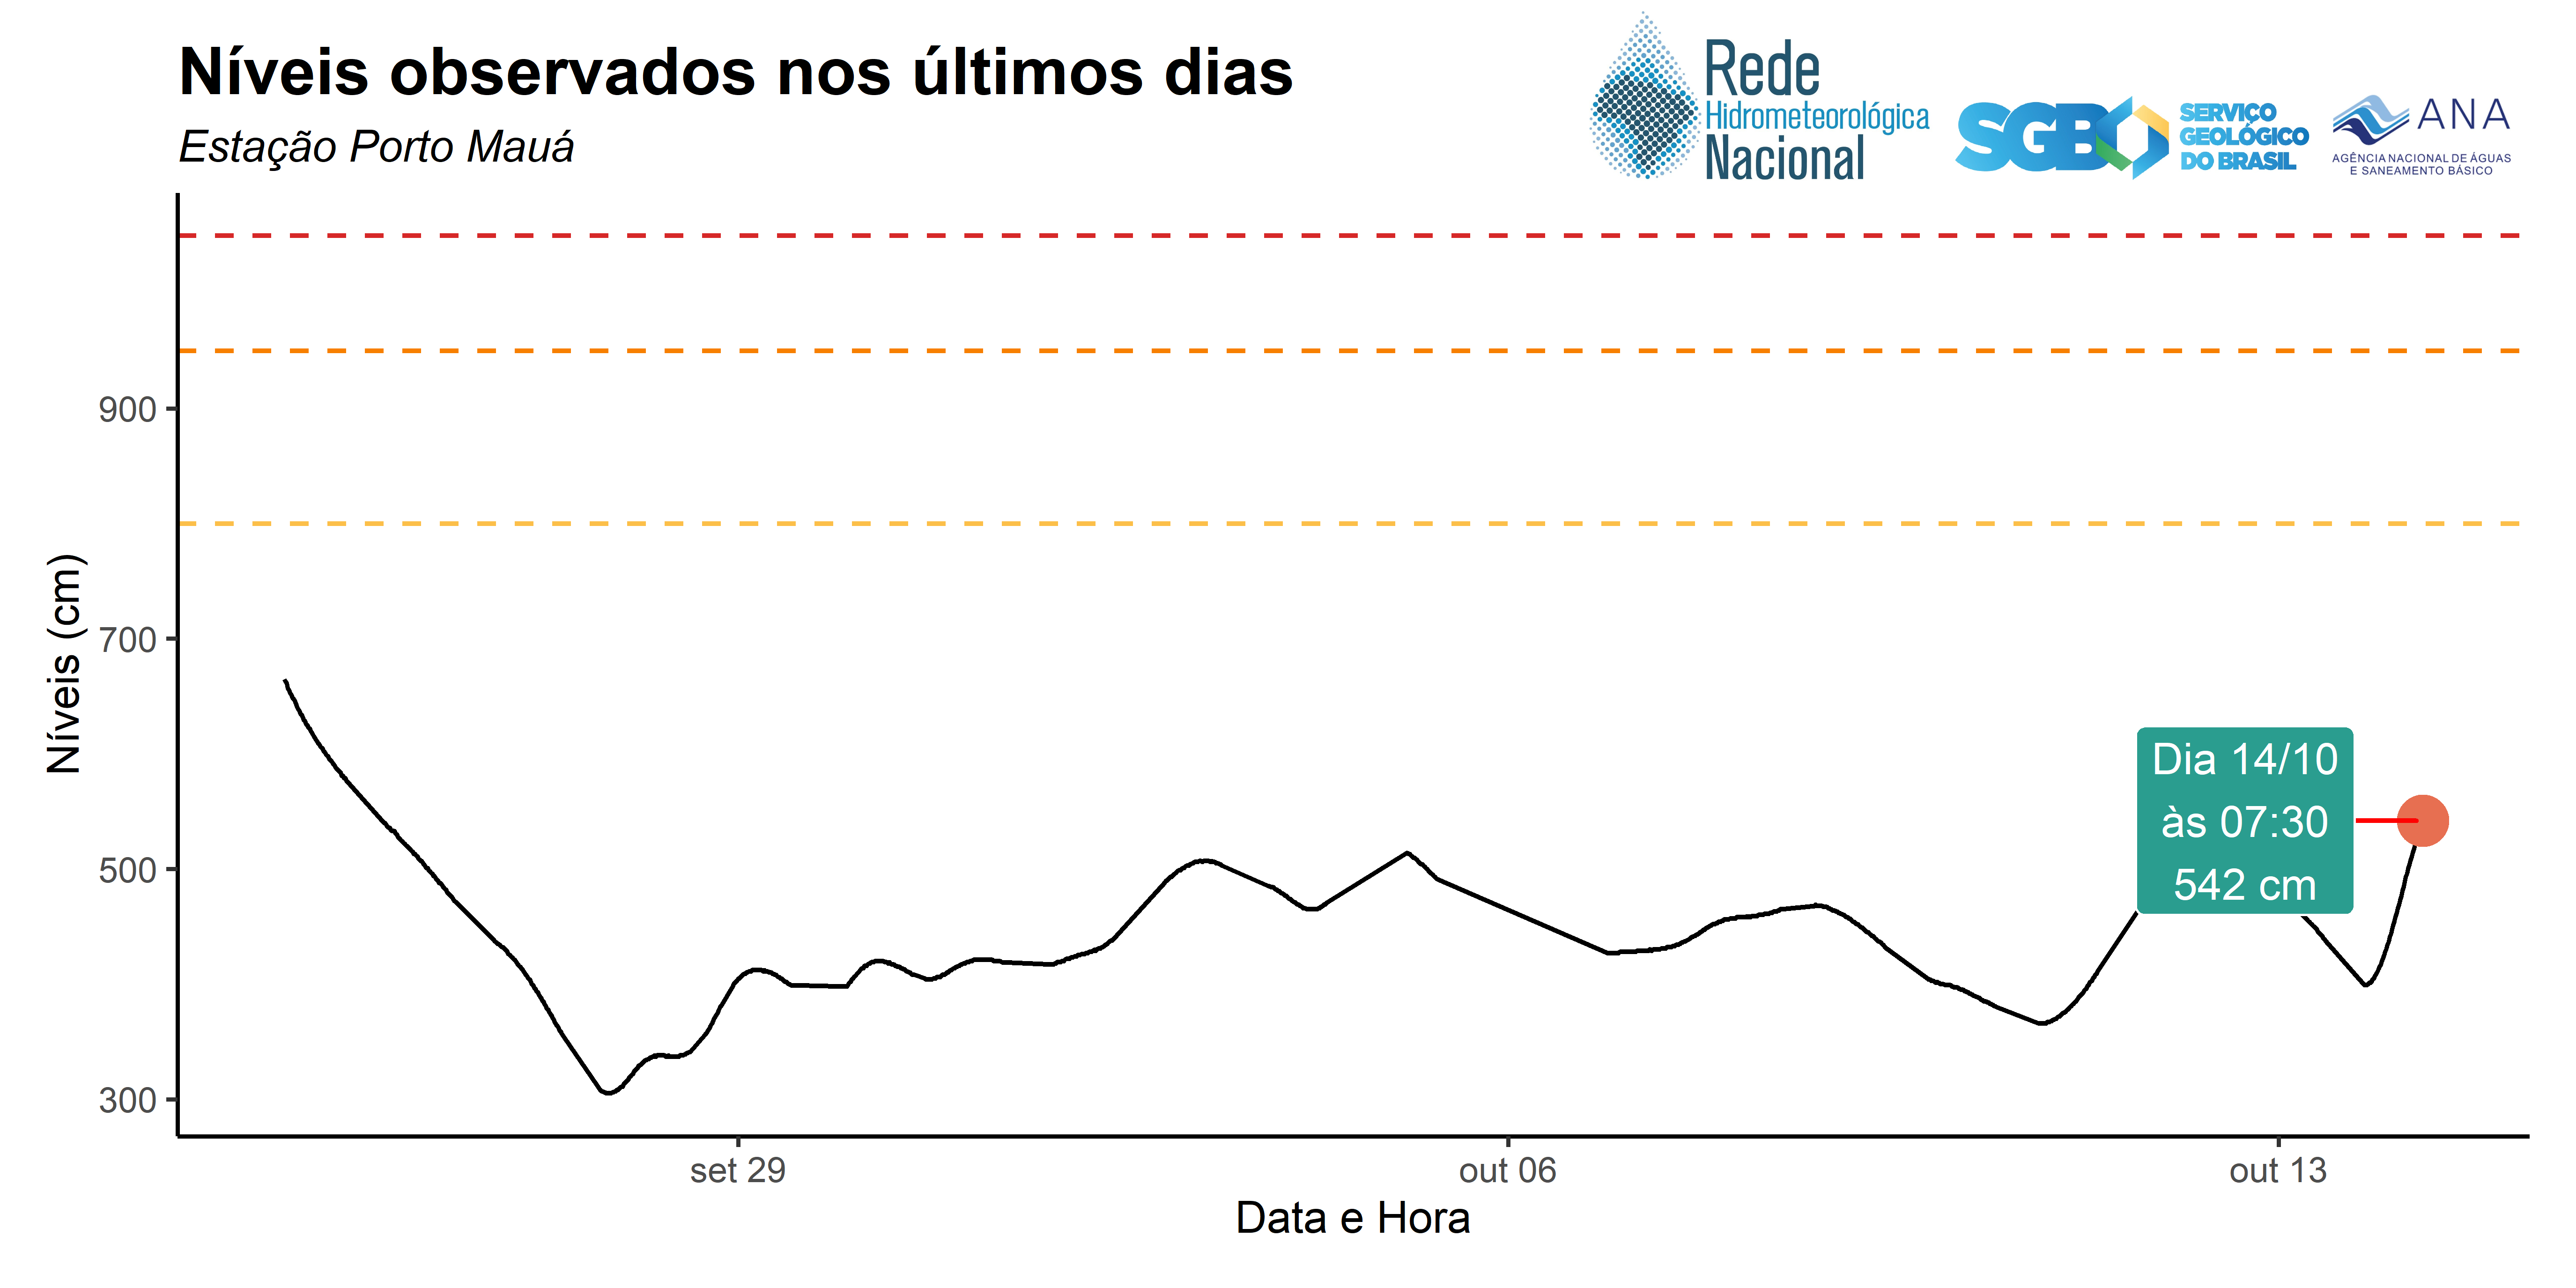 Níveis observados nos últimos dias
Estação Porto Mauá
Rede
Hidrometeorológica
Nacional
SGB
SERVIÇO
GEOLÓGICO
DO BRASIL
ANA
AGÊNCIA NACIONAL DE ÁGUAS
E SANEAMENTO BÁSICO
Níveis (cm)
900
700
500
300
Dia 14/10
às 07:30
542 cm
set 29
out 06
out 13
Data e Hora